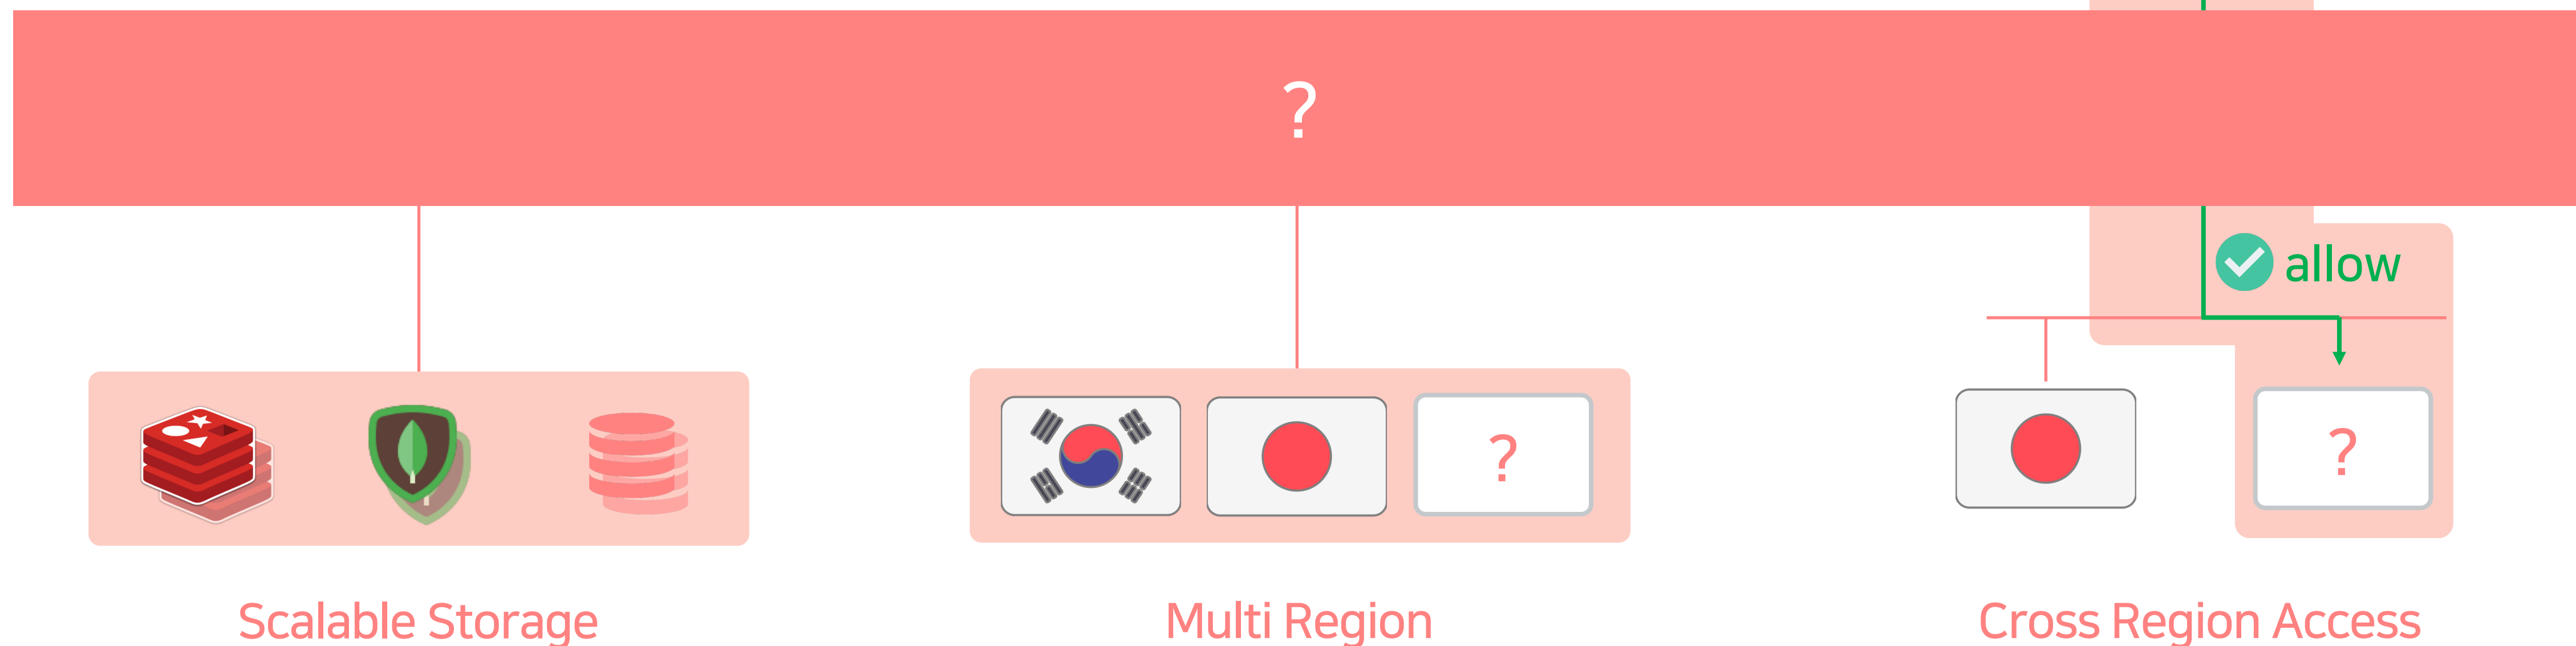 ?
allow
?
?
Scalable Storage
Multi Region
Cross Region Access